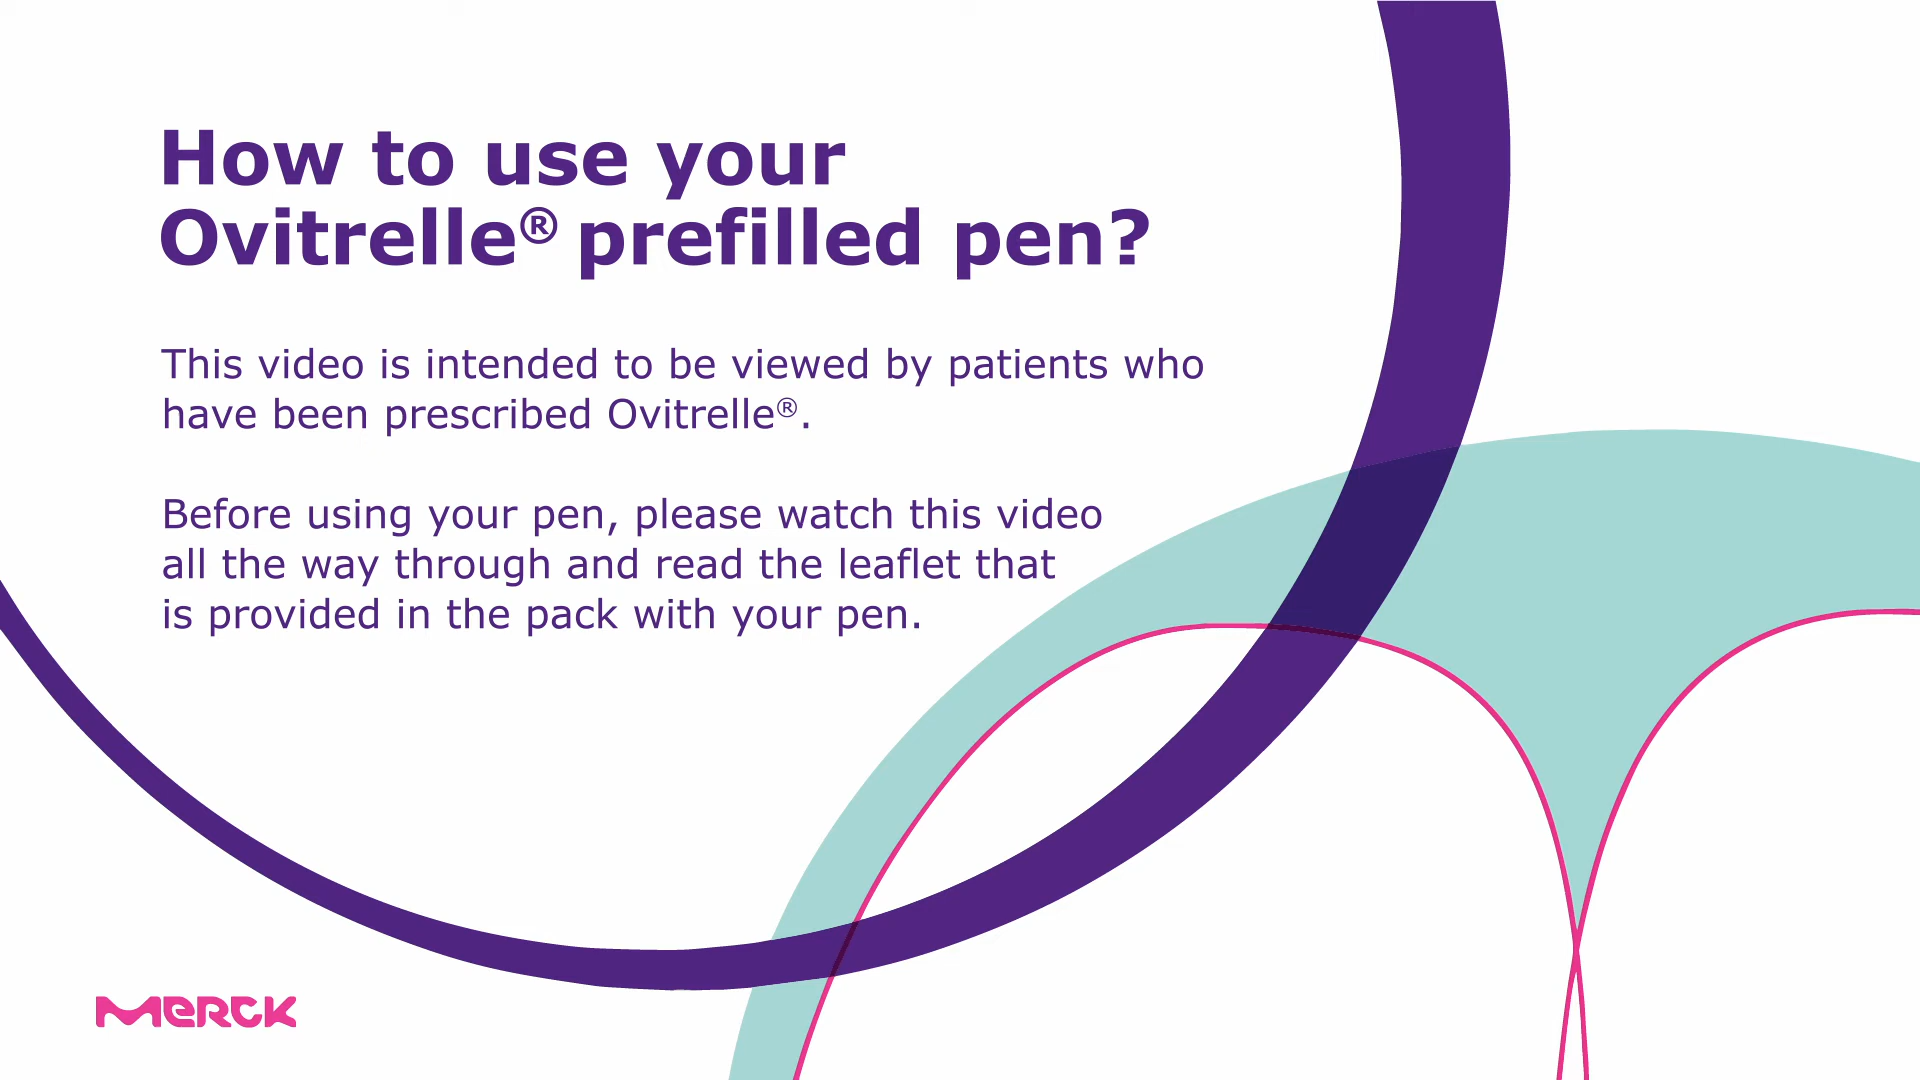 How to use your
Ovitrelle® prefilled pen?
This video is intended to be viewed by patients who
have been prescribed Ovitrelle®.
Before using your pen, please watch this video
all the way through and read the leaflet that
is provided in the pack with your pen.
MERCK